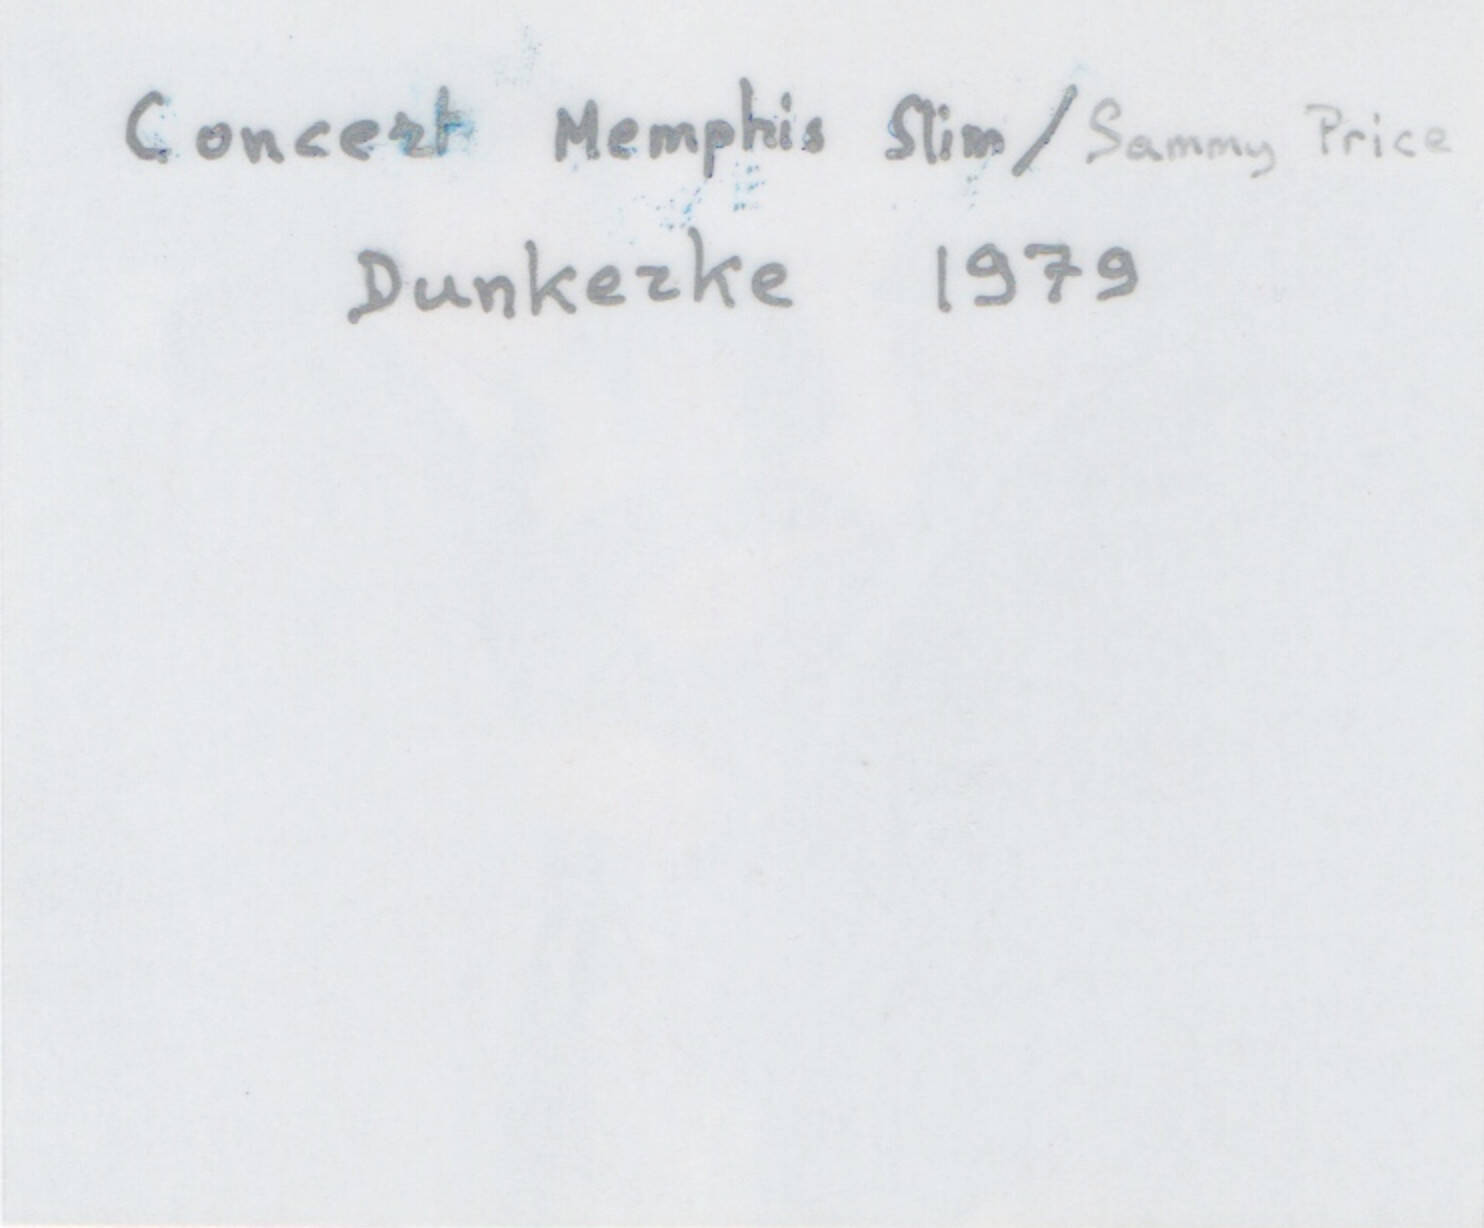 Concert Memphis Slim/Sammy Price
Dunkerke 1979